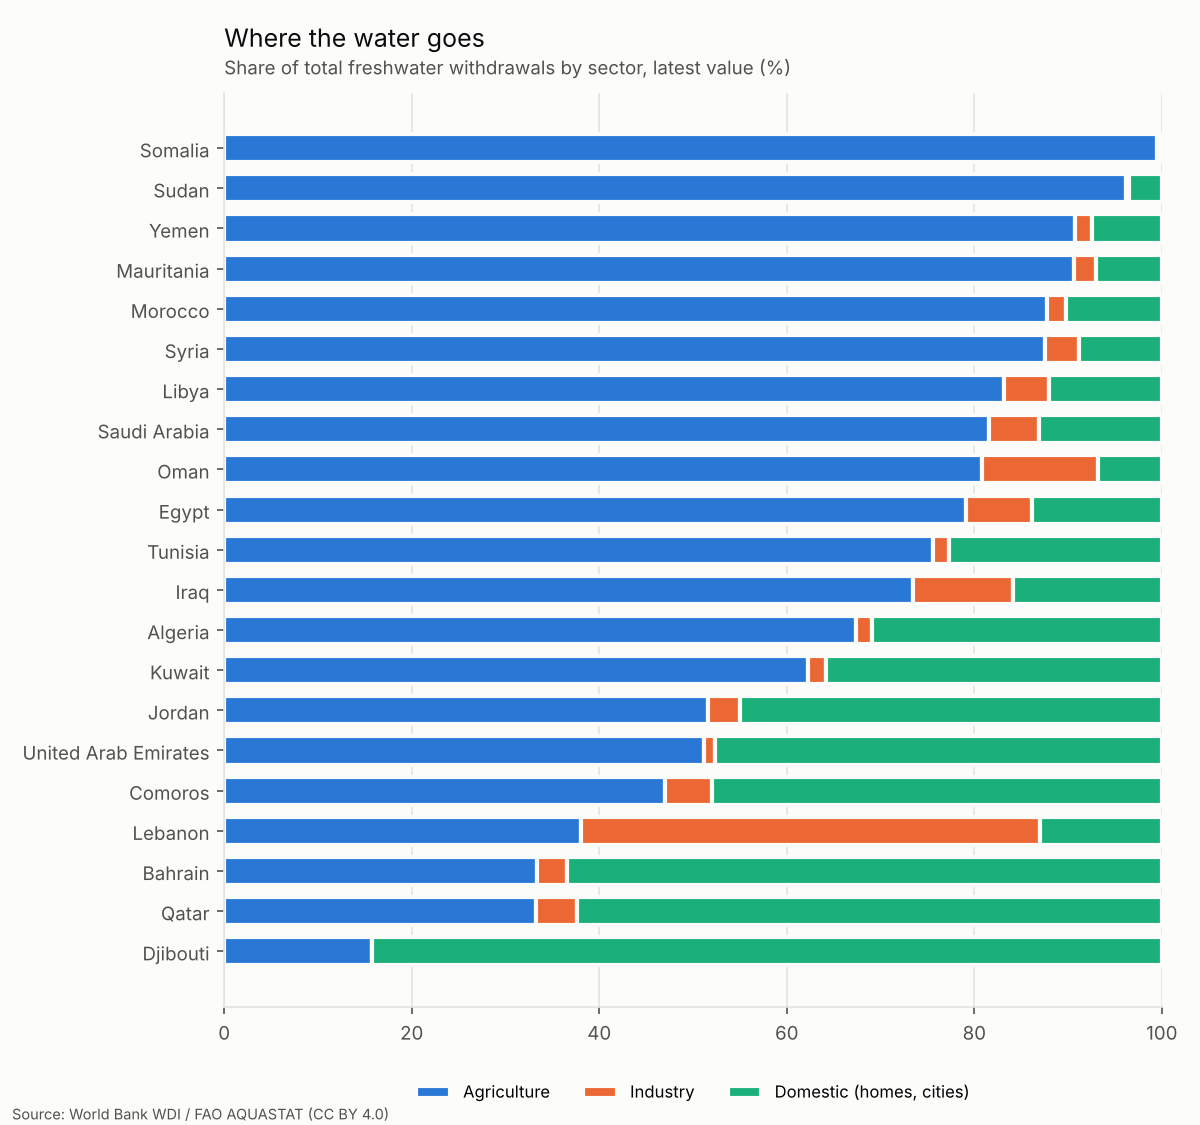 Where the water goes
Share of total freshwater withdrawals by sector, latest value (%)
Somalia
Sudan
Yemen
Mauritania
Morocco
Syria
Libya
Saudi Arabia
Oman
Egypt
Tunisia
Iraq
Algeria
Kuwait
Jordan
United Arab Emirates
Comoros
Lebanon
Bahrain
Qatar
Djibouti
0 20 40 60 80 100
Agriculture Industry Domestic (homes, cities)
Source: World Bank WDI / FAO AQUASTAT (CC BY 4.0)